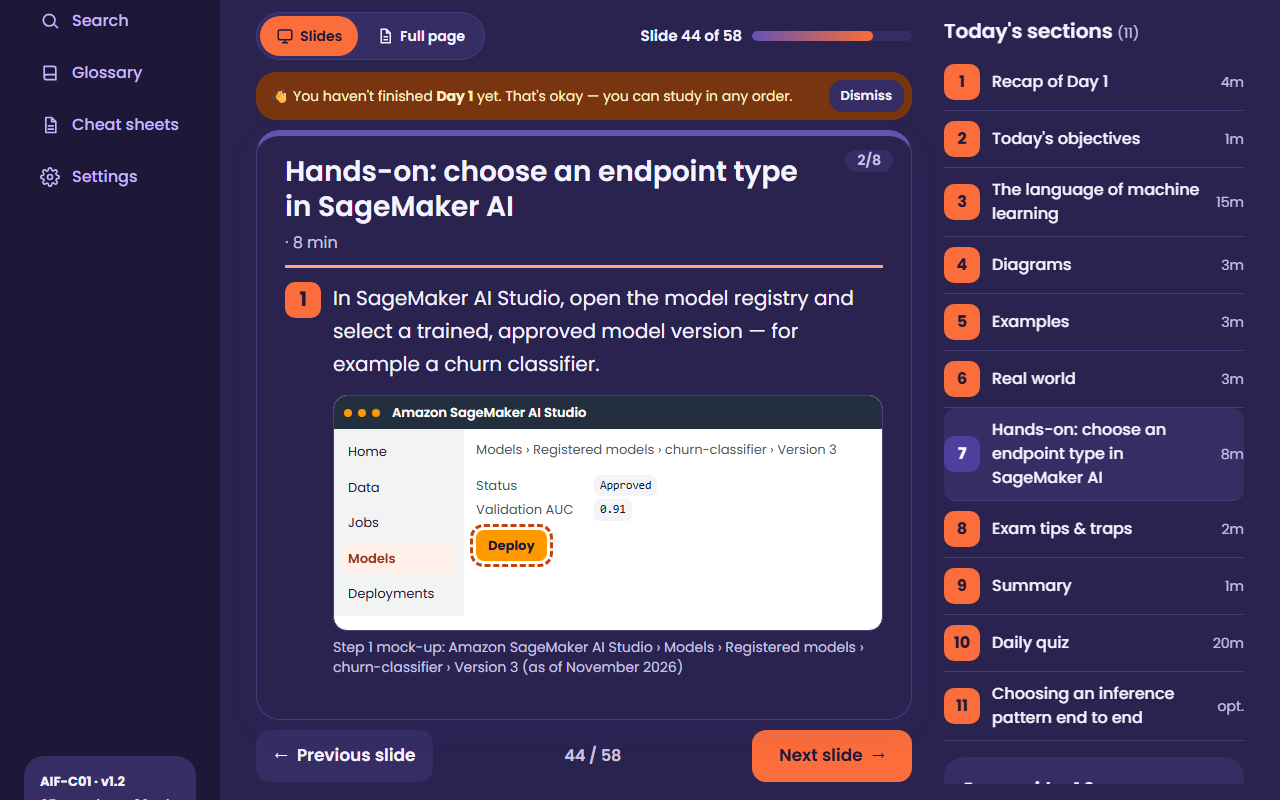 Search
Glossary
Cheat sheets
Settings
AIF-C01 · v1.2
Slides
Full page
Slide 44 of 58
👋 You haven't finished Day 1 yet. That's okay — you can study in any order.
Dismiss
Hands-on: choose an endpoint type
in SageMaker AI
2/8
· 8 min
1
In SageMaker AI Studio, open the model registry and
select a trained, approved model version — for
example a churn classifier.
Amazon SageMaker AI Studio
Home
Data
Jobs
Models
Deployments
Models › Registered models › churn-classifier › Version 3
Status Approved
Validation AUC 0.91
Deploy
Step 1 mock-up: Amazon SageMaker AI Studio › Models › Registered models ›
churn-classifier › Version 3 (as of November 2026)
← Previous slide
44 / 58
Next slide →
Today's sections (11)
1 Recap of Day 1 4m
2 Today's objectives 1m
3 The language of machine
learning 15m
4 Diagrams 3m
5 Examples 3m
6 Real world 3m
7 Hands-on: choose an
endpoint type in
SageMaker AI 8m
8 Exam tips & traps 2m
9 Summary 1m
10 Daily quiz 20m
11 Choosing an inference
pattern end to end opt.